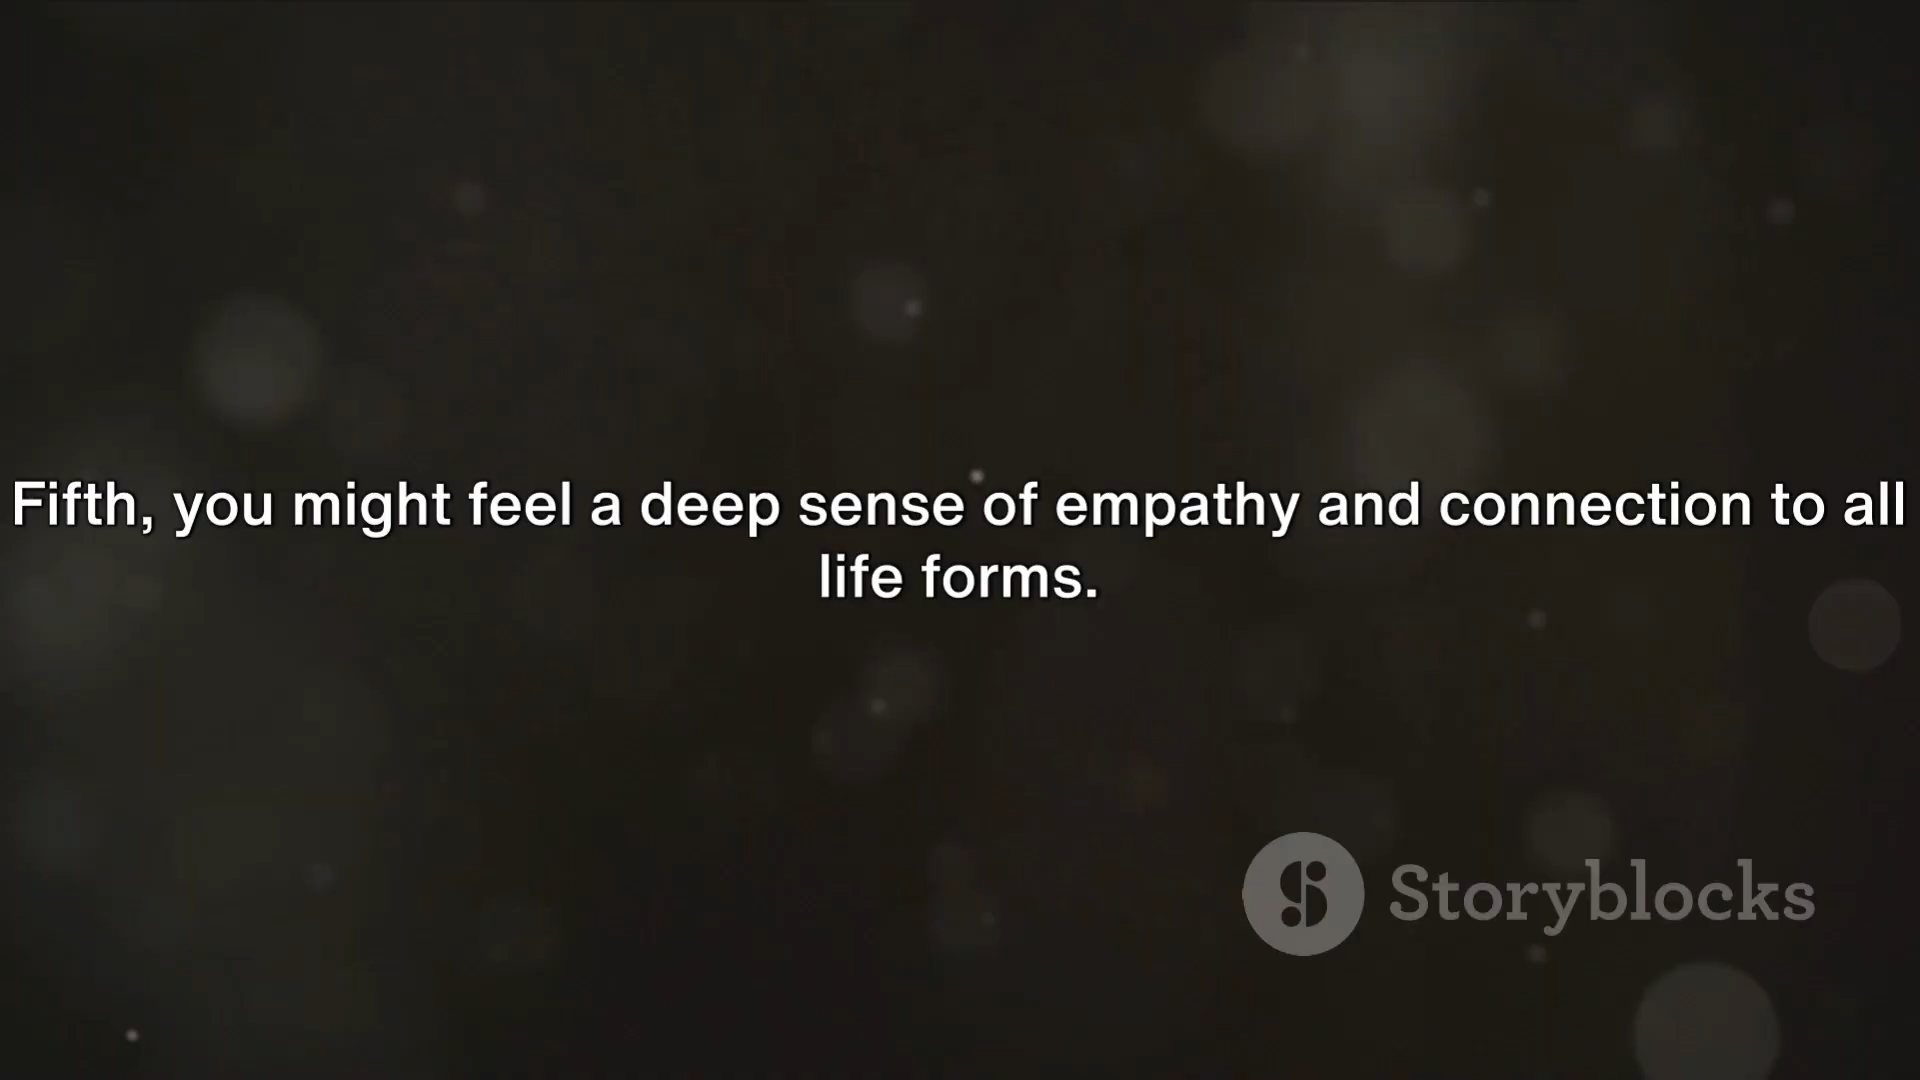 Fifth, you might feel a deep sense of empathy and connection to all
life forms.
Storyblocks